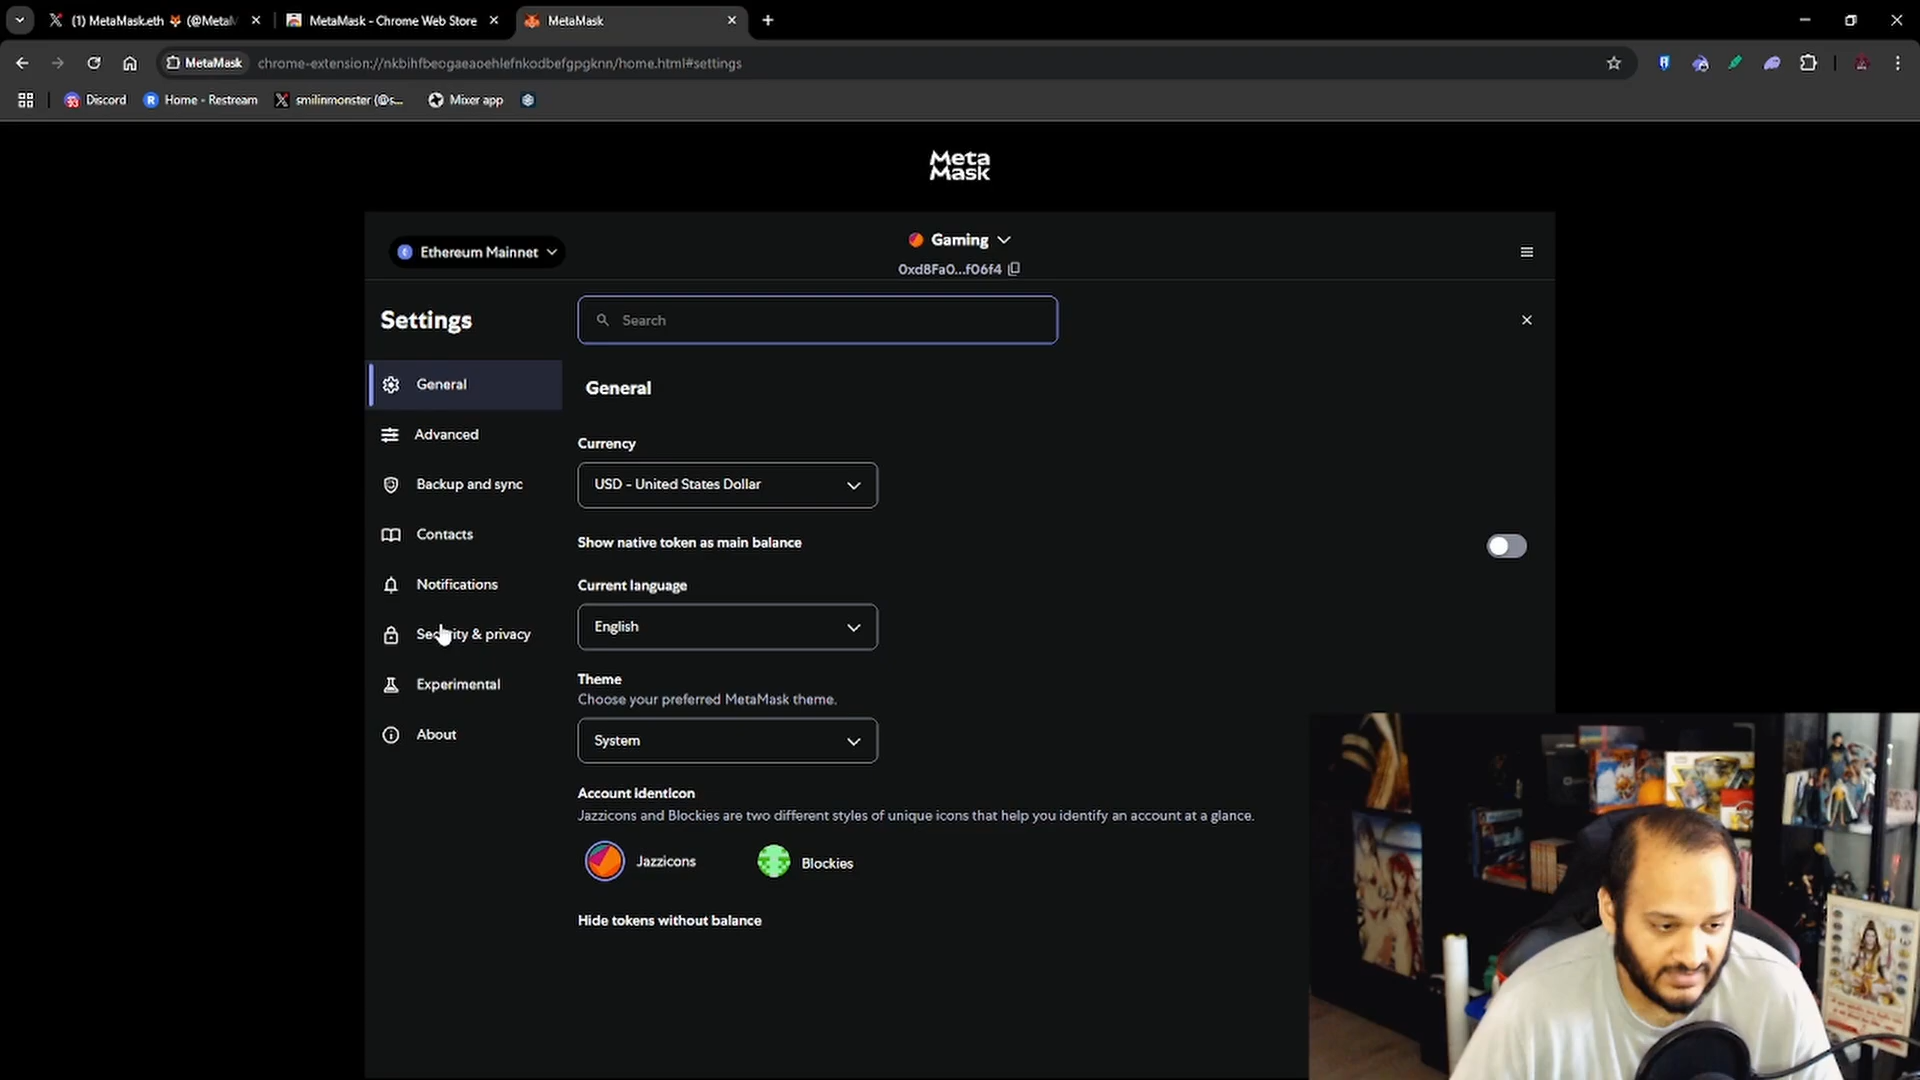 (1) MetaMask.eth 🦊 (@MetaM
MetaMask - Chrome Web Store
MetaMask
MetaMask
chrome-extension://nkbihfbeogaeaoehlefnkodbefgpgknn/home.html#settings
Discord
Home - Restream
smilinmonster (@s...
Mixer app
Meta
Mask
Ethereum Mainnet
Gaming
0xd8Fa0...f06f4
Settings
Search
General
Advanced
Backup and sync
Contacts
Notifications
Security & privacy
Experimental
About
General
Currency
USD - United States Dollar
Show native token as main balance
Current language
English
Theme
Choose your preferred MetaMask theme.
System
Account identicon
Jazzicons and Blockies are two different styles of unique icons that help you identify an account at a glance.
Jazzicons
Blockies
Hide tokens without balance